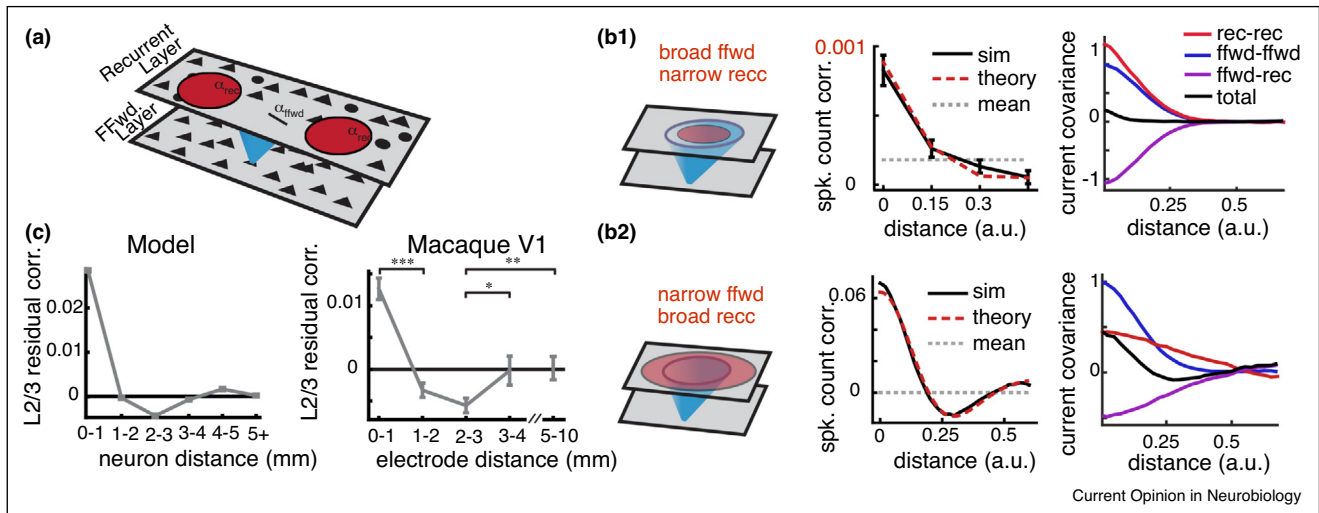 (a)
Recurrent
Layer
FFwd.
Layer
αrec
αffwd
αrec
(b1)
broad ffwd
narrow recc
spk. count corr.
0.001
0
sim
theory
mean
0 0.15 0.3
distance (a.u.)
current covariance
1
0
-1
rec-rec
ffwd-ffwd
ffwd-rec
total
0.25 0.5
distance (a.u.)
(c)
Model
L2/3 residual corr.
0.02
0.01
0
0-1 1-2 2-3 3-4 4-5 5+
neuron distance (mm)
Macaque V1
L2/3 residual corr.
0.01
0
*** ** *
0-1 1-2 2-3 3-4 // 5-10
electrode distance (mm)
(b2)
narrow ffwd
broad recc
spk. count corr.
0.06
0
sim
theory
mean
0 0.25 0.5
distance (a.u.)
current covariance
1
0
-1
0.25 0.5
distance (a.u.)
Current Opinion in Neurobiology